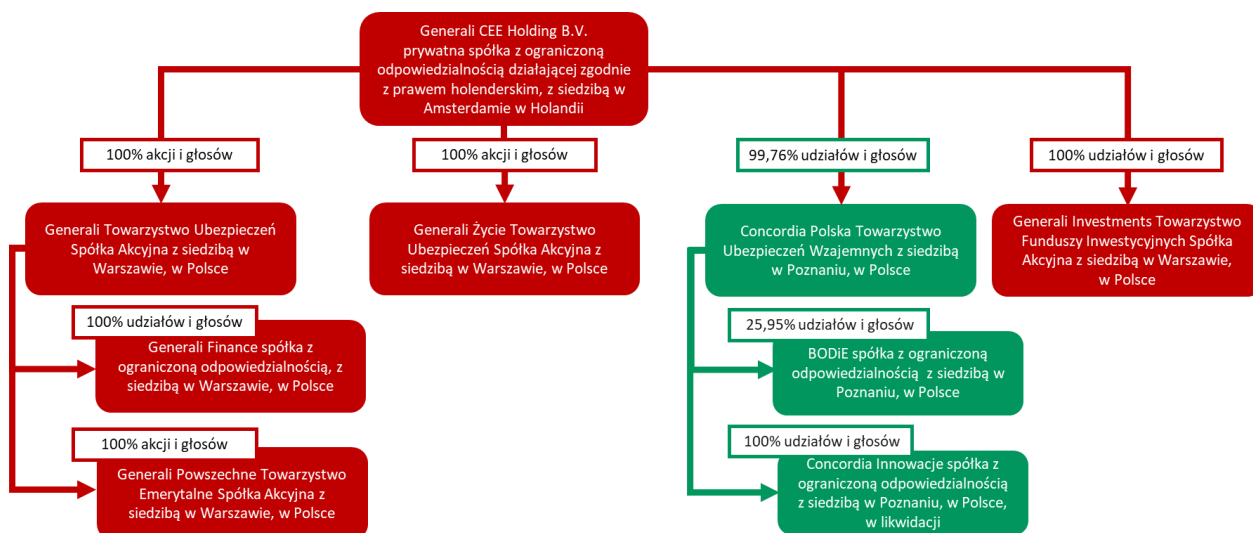 Generali CEE Holding B.V.
prywatna spółka z ograniczoną
odpowiedzialnością działającej zgodnie
z prawem holenderskim, z siedzibą w
Amsterdamie w Holandii
100% akcji i głosów
100% akcji i głosów
99,76% udziałów i głosów
100% udziałów i głosów
Generali Towarzystwo Ubezpieczeń
Spółka Akcyjna z siedzibą w
Warszawie, w Polsce
Generali Życie Towarzystwo
Ubezpieczeń Spółka Akcyjna z
siedzibą w Warszawie, w Polsce
Concordia Polska Towarzystwo
Ubezpieczeń Wzajemnych z siedzibą
w Poznaniu, w Polsce
Generali Investments Towarzystwo
Funduszy Inwestycyjnych Spółka
Akcyjna z siedzibą w Warszawie,
w Polsce
100% udziałów i głosów
Generali Finance spółka z
ograniczoną odpowiedzialnością, z
siedzibą w Warszawie, w Polsce
25,95% udziałów i głosów
BODiE spółka z ograniczoną
odpowiedzialnością z siedzibą w
Poznaniu, w Polsce
100% akcji i głosów
Generali Powszechne Towarzystwo
Emerytalne Spółka Akcyjna z
siedzibą w Warszawie, w Polsce
100% udziałów i głosów
Concordia Innowacje spółka z
ograniczoną odpowiedzialnością
z siedzibą w Poznaniu, w Polsce,
w likwidacji